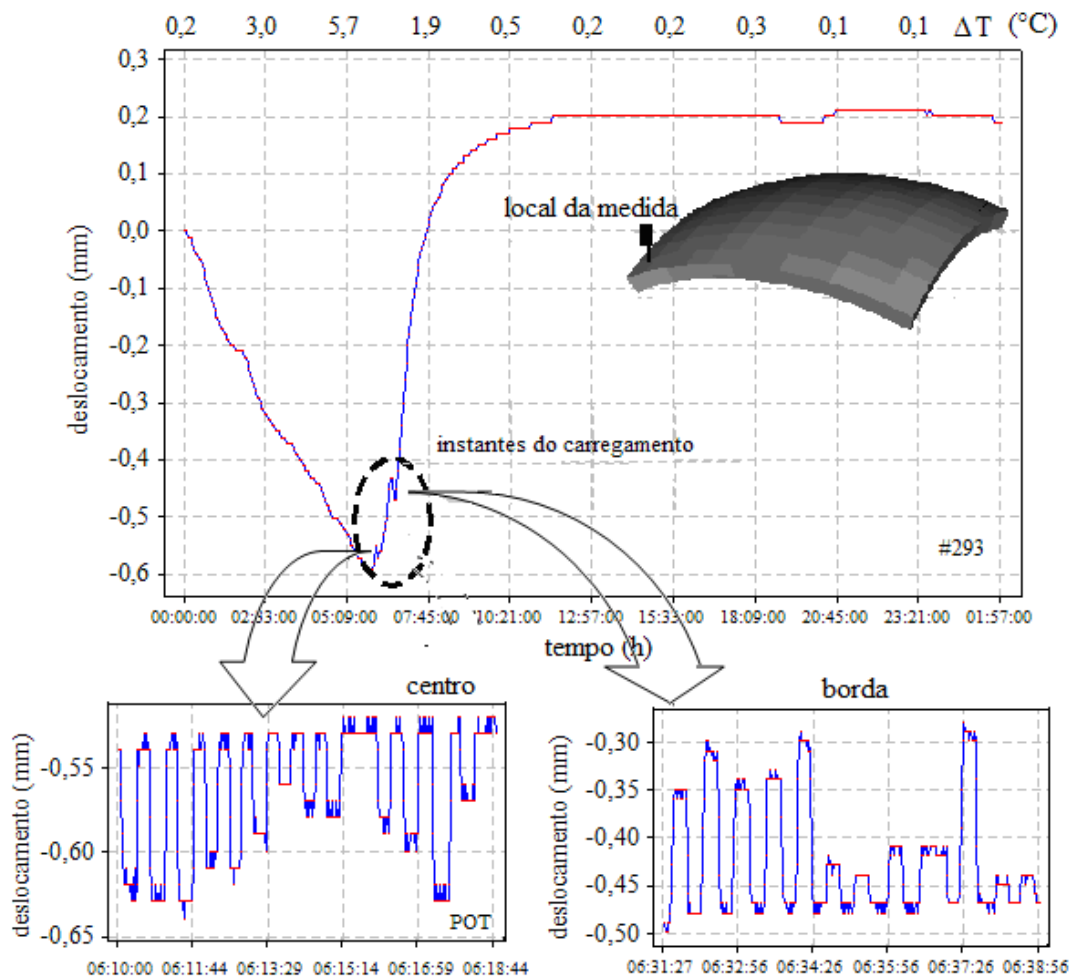 0,2 3,0 5,7 1,9 0,5 0,2 0,2 0,3 0,1 0,1 ΔT (°C)
0,3
0,2
0,1
0,0
-0,1
-0,2
-0,3
-0,4
-0,5
-0,6
deslocamento (mm)
local da medida
instantes do carregamento
#293
00:00:00 02:33:00 05:09:00 07:45:00 10:21:00 12:57:00 15:33:00 18:09:00 20:45:00 23:21:00 01:57:00
tempo (h)
centro
-0,55
-0,60
-0,65
deslocamento (mm)
POT
06:10:00 06:11:44 06:13:29 06:15:14 06:16:59 06:18:44
borda
-0,30
-0,35
-0,40
-0,45
-0,50
deslocamento (mm)
06:31:27 06:32:56 06:34:26 06:35:56 06:37:26 06:38:56